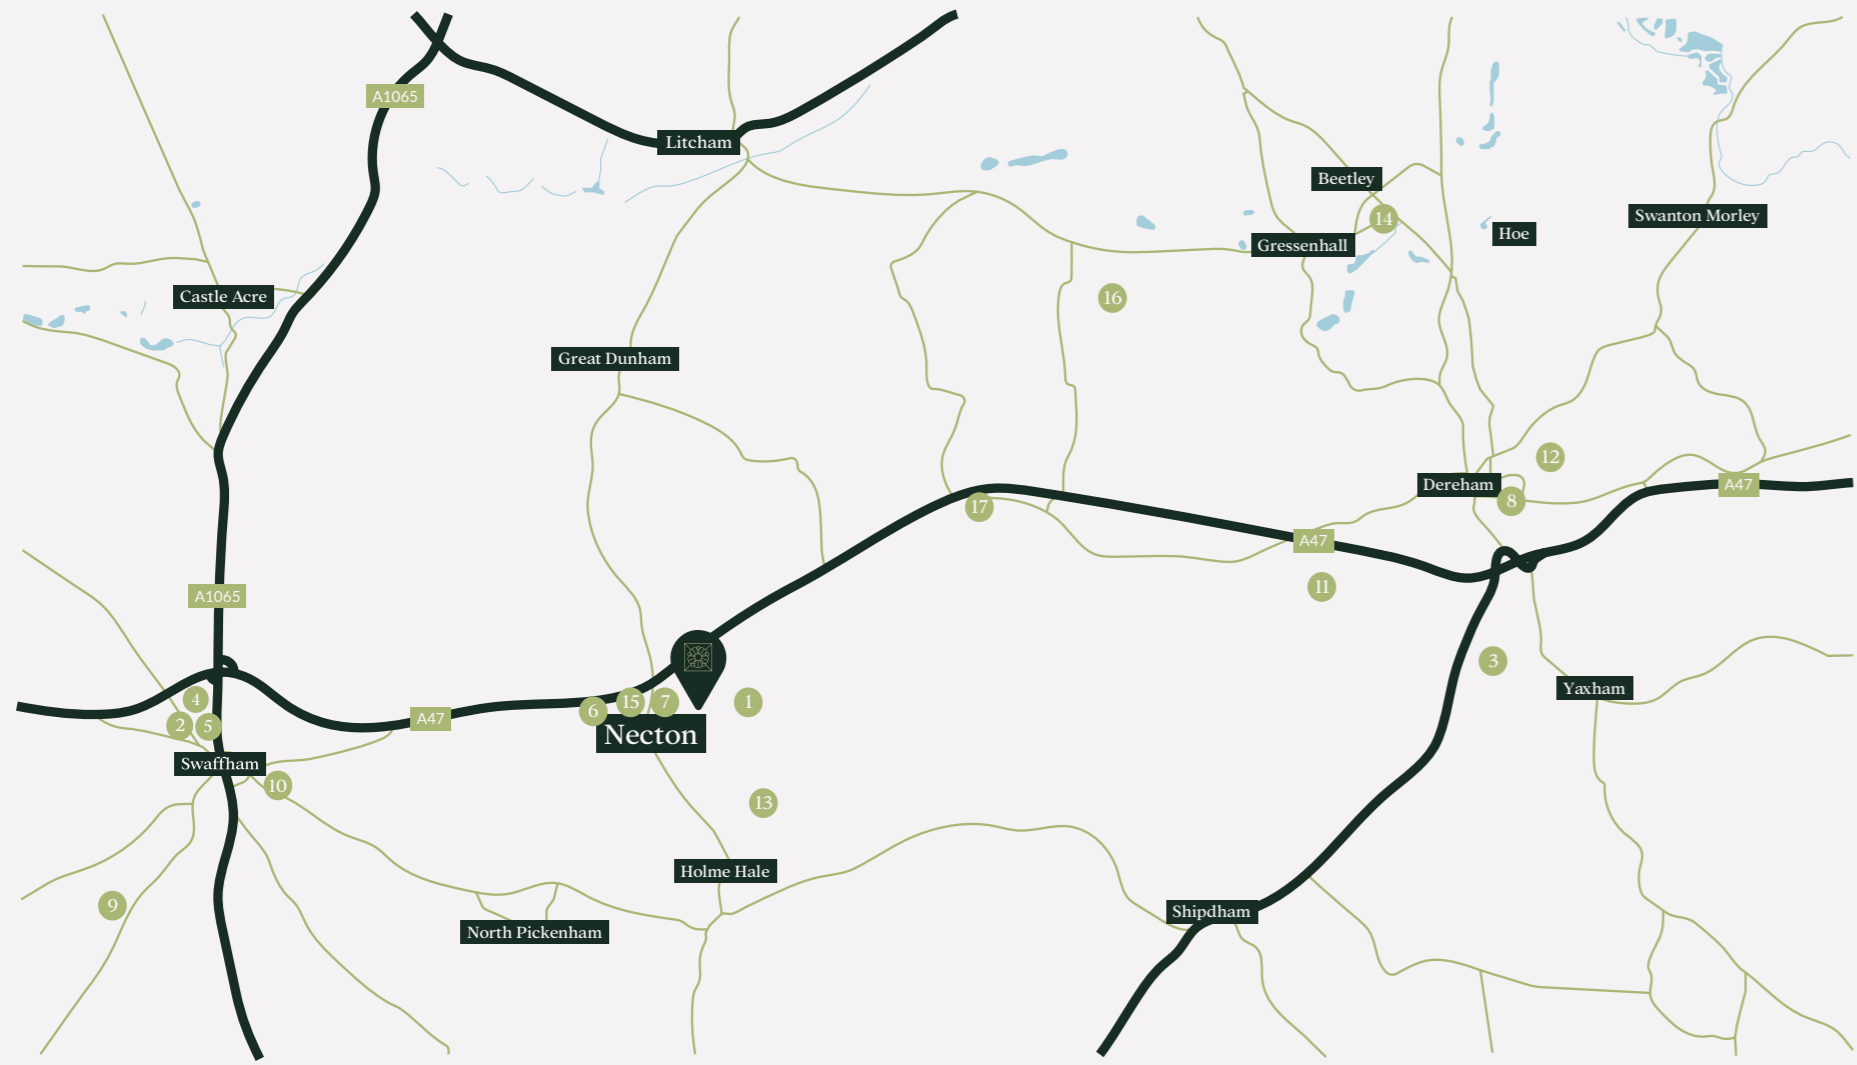 A1065
Litcham
Beetley
Swanton Morley
14
Hoe
Gressenhall
Castle Acre
16
Great Dunham
12
Dereham
A47
8
17
A47
11
A1065
3
Yaxham
4
15
7
1
6
A47
2
5
Necton
Swaffham
10
13
Holme Hale
9
Shipdham
North Pickenham